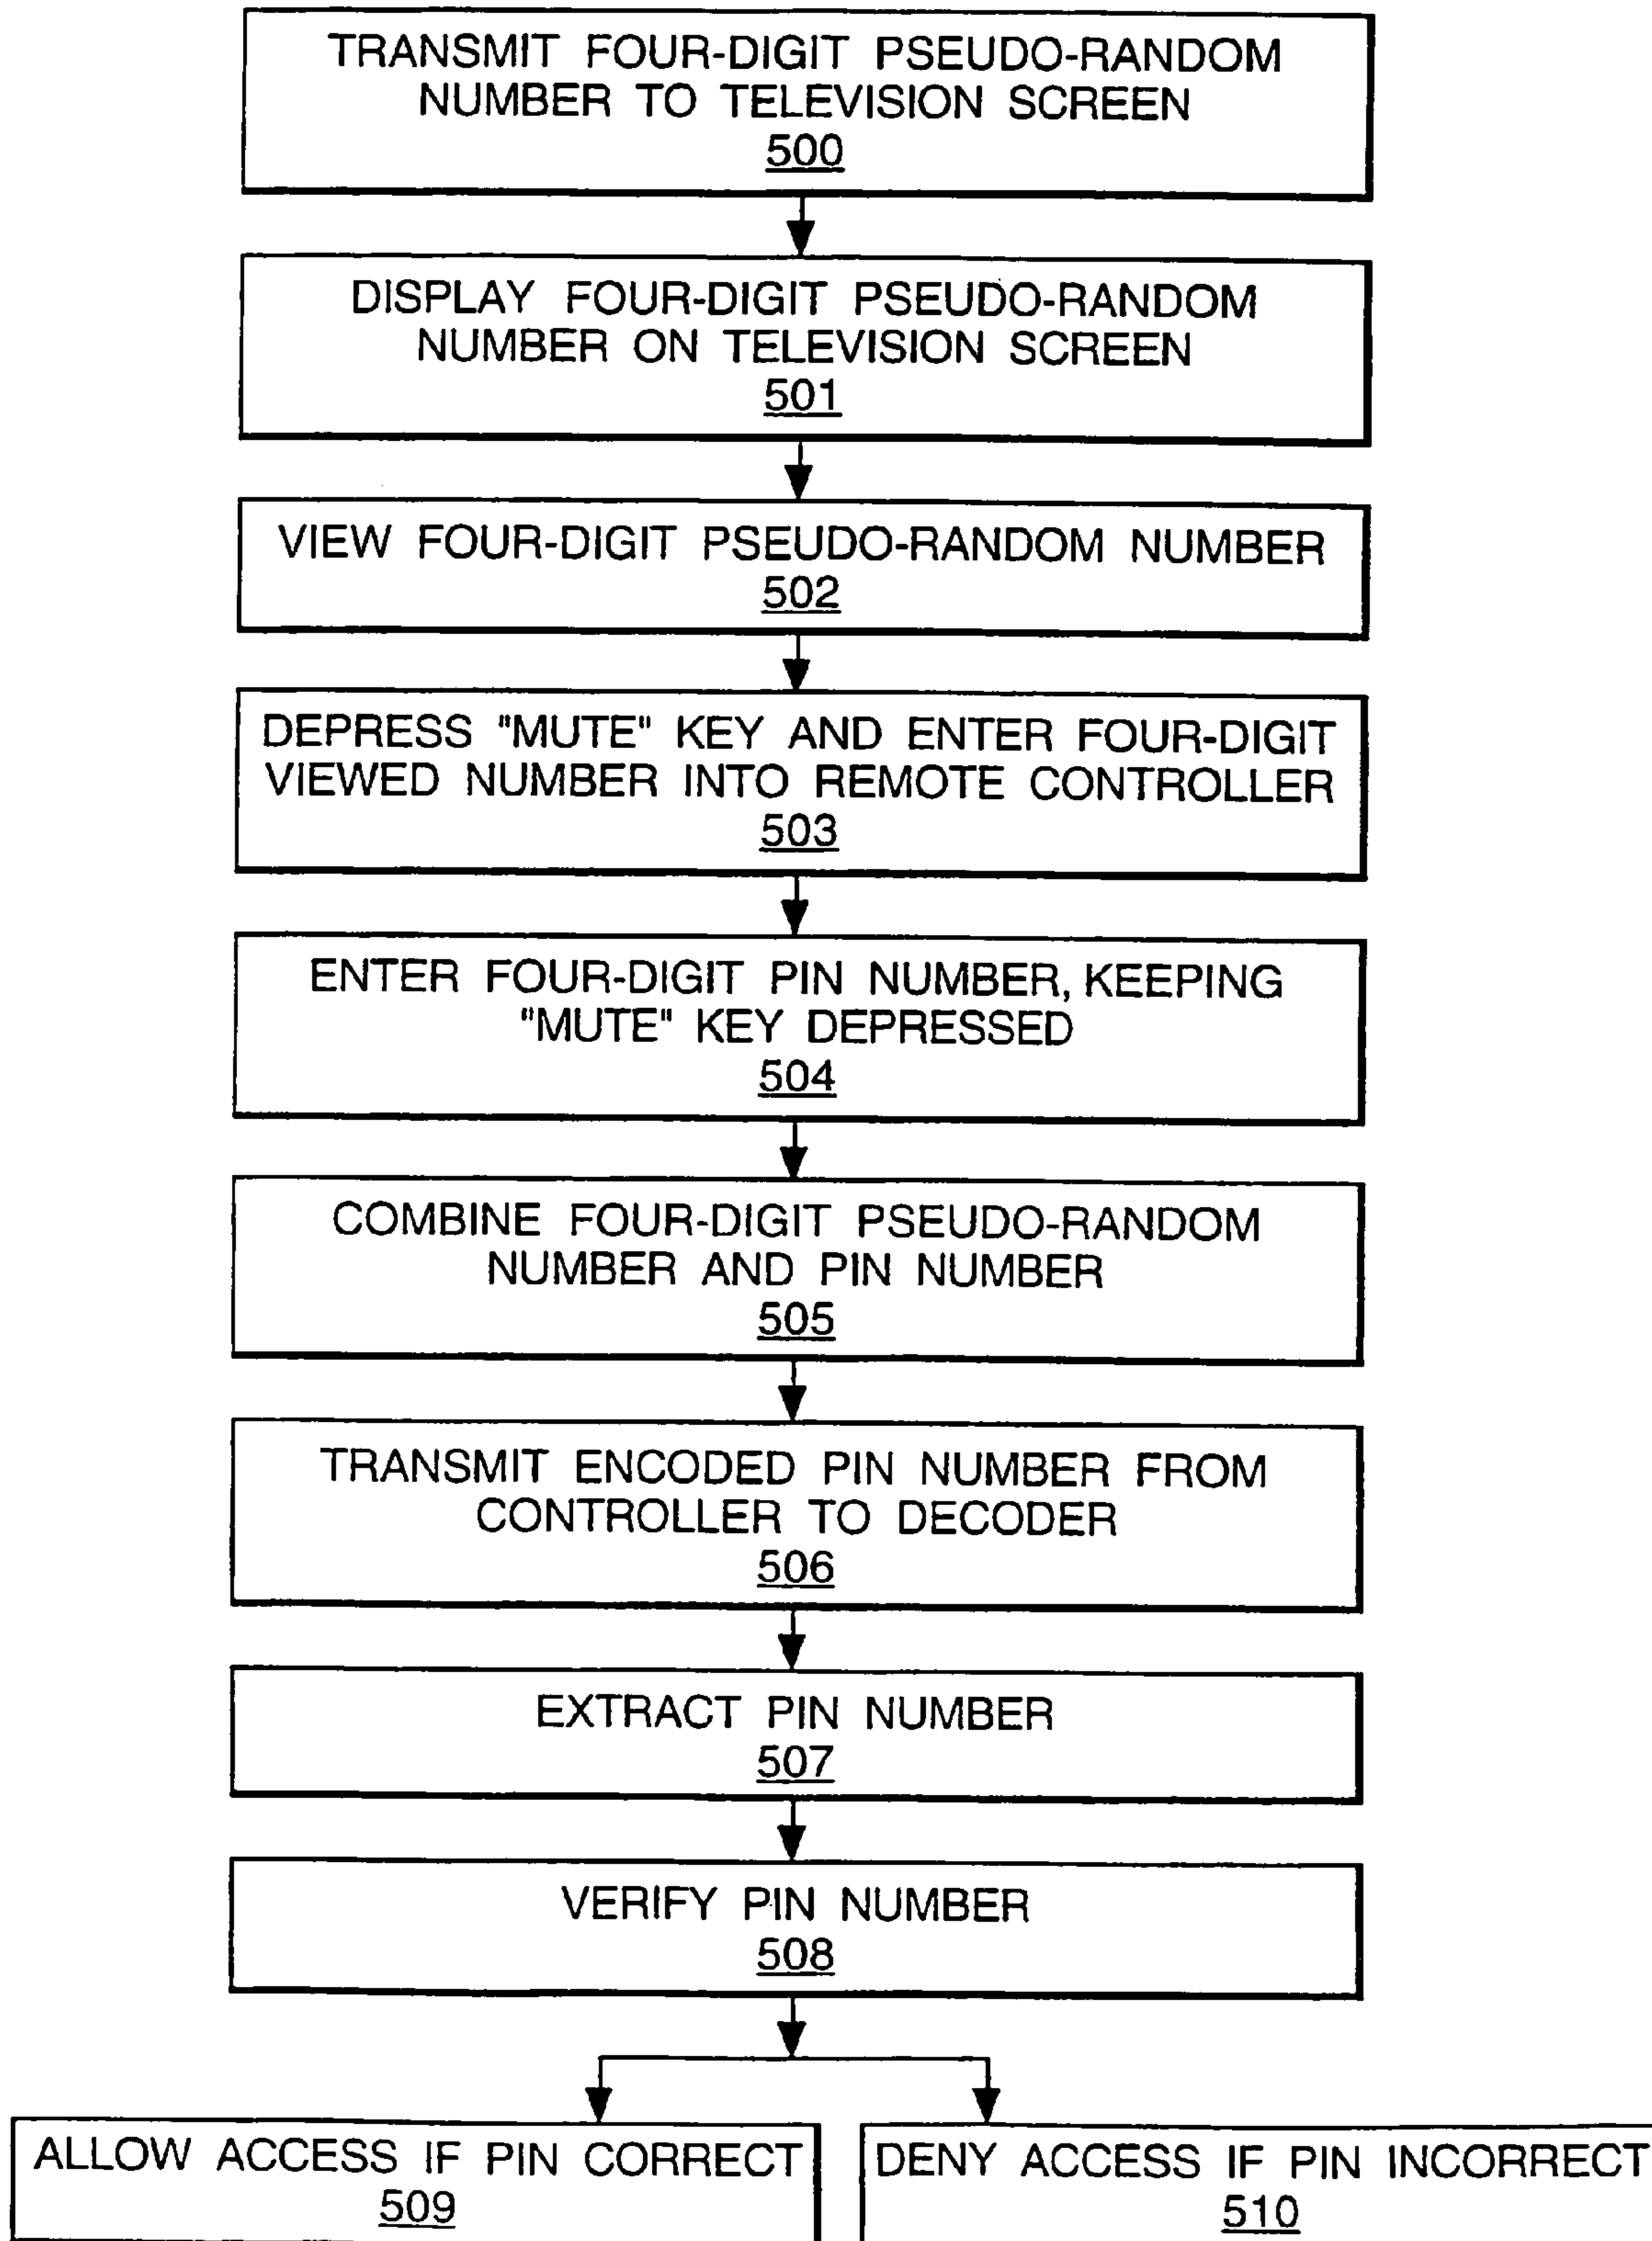 TRANSMIT FOUR-DIGIT PSEUDO-RANDOM
NUMBER TO TELEVISION SCREEN
500
DISPLAY FOUR-DIGIT PSEUDO-RANDOM
NUMBER ON TELEVISION SCREEN
501
VIEW FOUR-DIGIT PSEUDO-RANDOM NUMBER
502
DEPRESS "MUTE" KEY AND ENTER FOUR-DIGIT
VIEWED NUMBER INTO REMOTE CONTROLLER
503
ENTER FOUR-DIGIT PIN NUMBER, KEEPING
"MUTE" KEY DEPRESSED
504
COMBINE FOUR-DIGIT PSEUDO-RANDOM
NUMBER AND PIN NUMBER
505
TRANSMIT ENCODED PIN NUMBER FROM
CONTROLLER TO DECODER
506
EXTRACT PIN NUMBER
507
VERIFY PIN NUMBER
508
ALLOW ACCESS IF PIN CORRECT
509
DENY ACCESS IF PIN INCORRECT
510